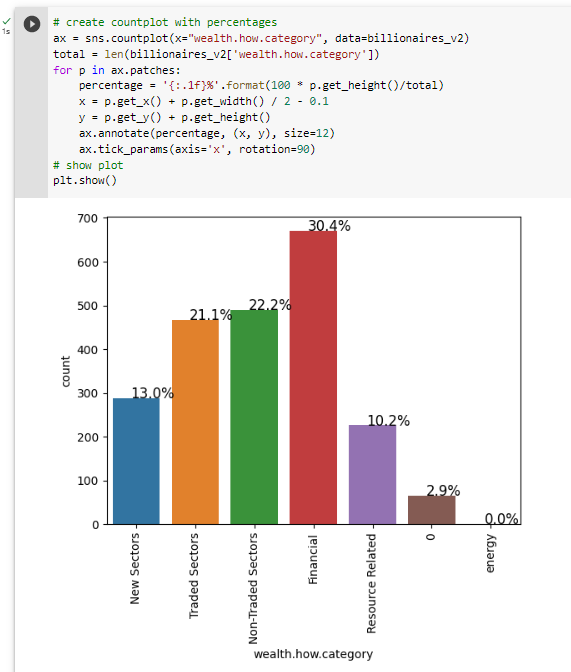 1s
# create countplot with percentages
ax = sns.countplot(x="wealth.how.category", data=billionaires_v2)
total = len(billionaires_v2['wealth.how.category'])
for p in ax.patches:
    percentage = '{:.1f}%'.format(100 * p.get_height()/total)
    x = p.get_x() + p.get_width() / 2 - 0.1
    y = p.get_y() + p.get_height()
    ax.annotate(percentage, (x, y), size=12)
    ax.tick_params(axis='x', rotation=90)
# show plot
plt.show()
700
600
500
400
300
200
100
0
count
13.0%
21.1%
22.2%
30.4%
10.2%
2.9%
0.0%
New Sectors
Traded Sectors
Non-Traded Sectors
Financial
Resource Related
0
energy
wealth.how.category